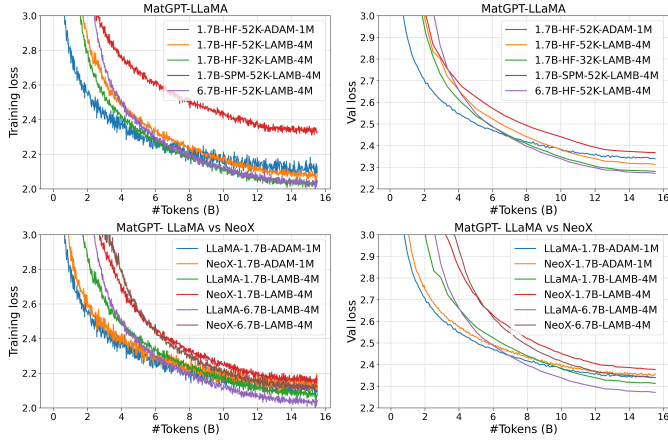 MatGPT-LLaMA
Training loss
3.0
2.8
2.6
2.4
2.2
2.0
1.7B-HF-52K-ADAM-1M
1.7B-HF-52K-LAMB-4M
1.7B-HF-32K-LAMB-4M
1.7B-SPM-52K-LAMB-4M
6.7B-HF-52K-LAMB-4M
0 2 4 6 8 10 12 14 16
#Tokens (B)
MatGPT-LLaMA
Val loss
3.0
2.9
2.8
2.7
2.6
2.5
2.4
2.3
2.2
1.7B-HF-52K-ADAM-1M
1.7B-HF-52K-LAMB-4M
1.7B-HF-32K-LAMB-4M
1.7B-SPM-52K-LAMB-4M
6.7B-HF-52K-LAMB-4M
0 2 4 6 8 10 12 14 16
#Tokens (B)
MatGPT- LLaMA vs NeoX
Training loss
3.0
2.8
2.6
2.4
2.2
2.0
LLaMA-1.7B-ADAM-1M
NeoX-1.7B-ADAM-1M
LLaMA-1.7B-LAMB-4M
NeoX-1.7B-LAMB-4M
LLaMA-6.7B-LAMB-4M
NeoX-6.7B-LAMB-4M
0 2 4 6 8 10 12 14 16
#Tokens (B)
MatGPT- LLaMA vs NeoX
Val loss
3.0
2.9
2.8
2.7
2.6
2.5
2.4
2.3
2.2
LLaMA-1.7B-ADAM-1M
NeoX-1.7B-ADAM-1M
LLaMA-1.7B-LAMB-4M
NeoX-1.7B-LAMB-4M
LLaMA-6.7B-LAMB-4M
NeoX-6.7B-LAMB-4M
0 2 4 6 8 10 12 14 16
#Tokens (B)